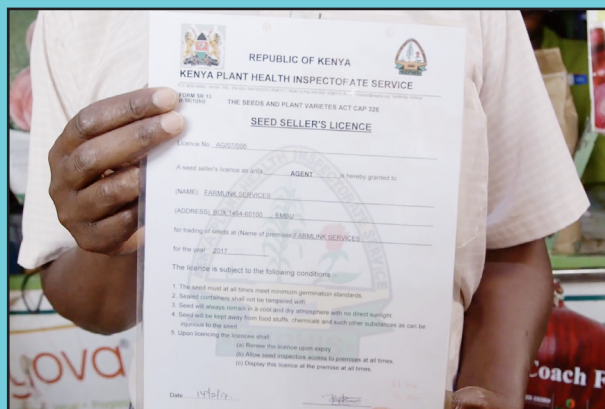 REPUBLIC OF KENYA
KENYA PLANT HEALTH INSPECTORATE SERVICE
FORM SR 13
THE SEEDS AND PLANT VARIETES ACT CAP 326
SEED SELLER'S LICENCE
Licence No
A seed seller's licence as an/a AGENT is hereby granted to
(NAME) FARMLINK SERVICES
(ADDRESS) BOX 1464-60100 EMBU
for trading of seeds at (Name of premises) FARMLINK SERVICES
for the year 2017
The licence is subject to the following conditions
1. The seed must at all times meet minimum germination standards.
2. Sealed containers shall not be tampered with
3. Seed will always remain in a cool and dry atmosphere with no direct sunlight
4. Seed will be kept away from food stuffs, chemicals and such other substances as can be
injurious to the seed
5. Upon licencing the licencee shall:
(a) Renew the licence upon expiry
(b) Allow seed inspectors access to premises at all times.
(c) Display this licence at the premise at all times.
Date
nova
Coach F